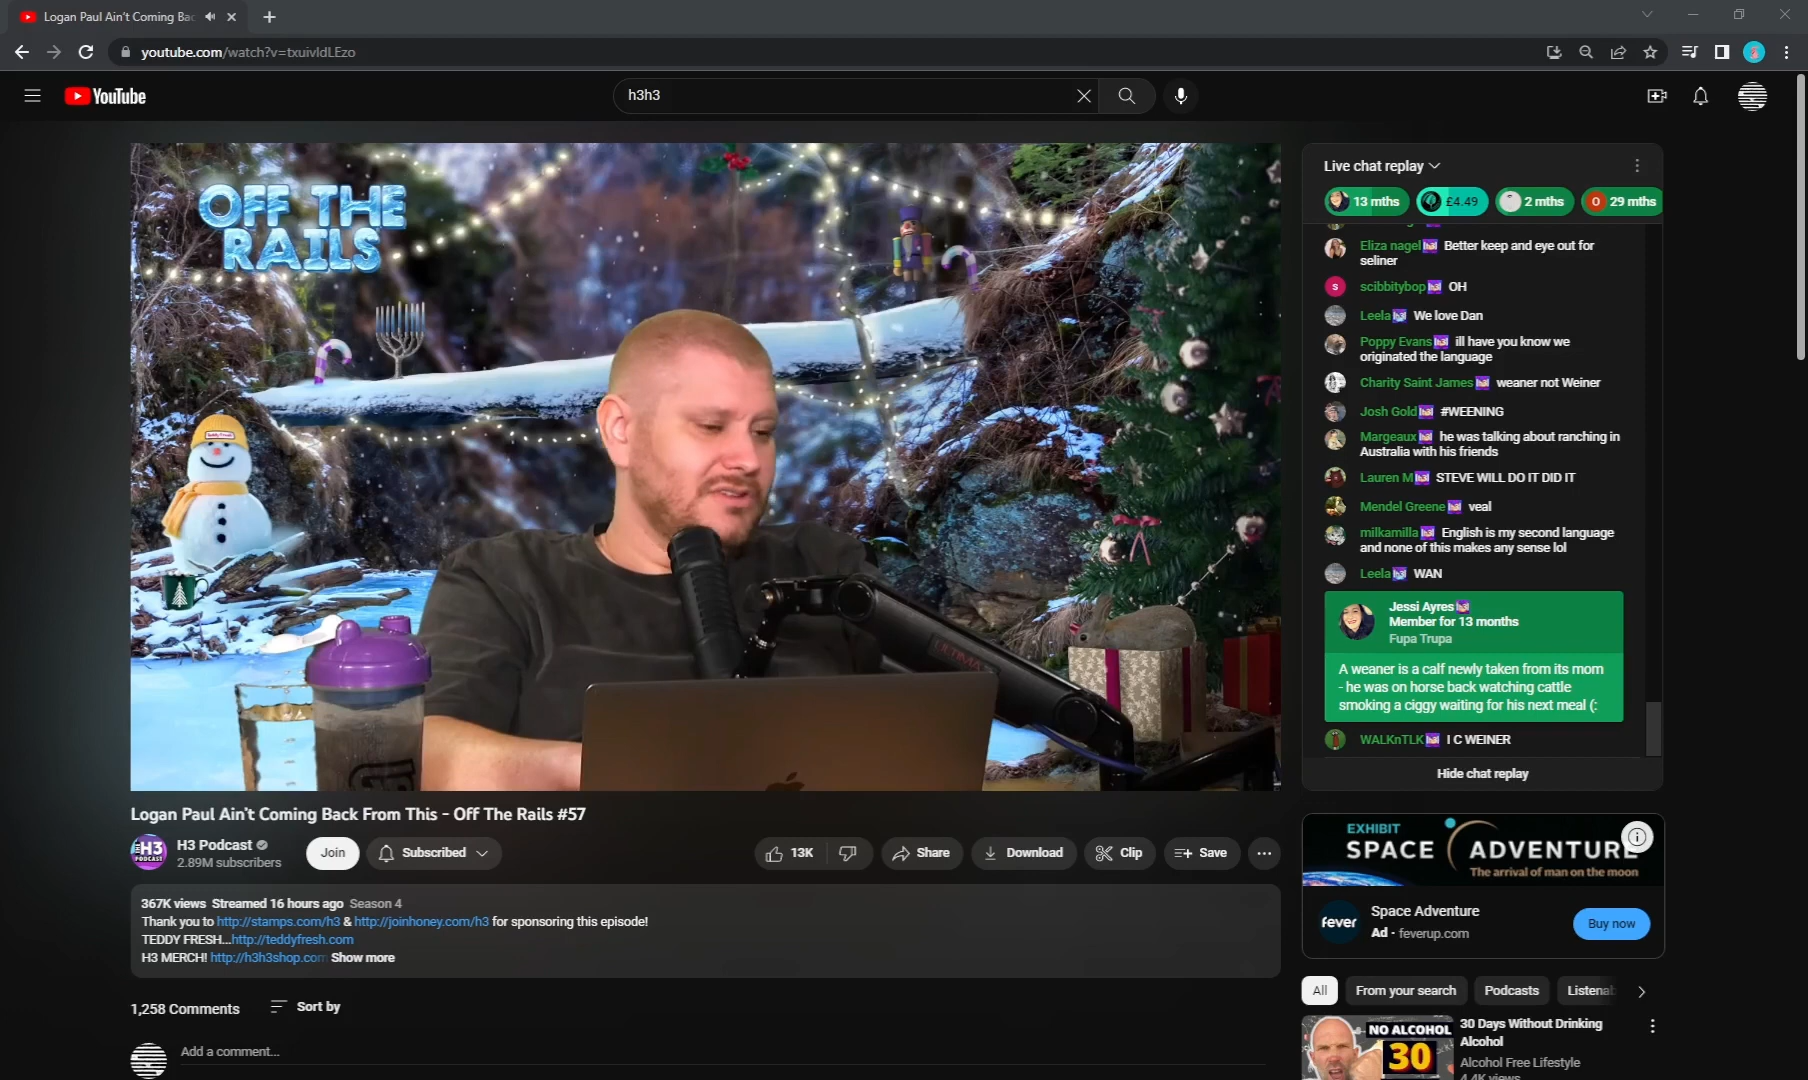 Logan Paul Ain't Coming Bac
youtube.com/watch?v=txuivIdLEzo
YouTube
h3h3
OFF THE
RAILS
ULTIMA
Live chat replay
13 mths
£4.49
2 mths
O 29 mths
Eliza nagel Better keep and eye out for
seliner
s scibbitybop OH
Leela We love Dan
Poppy Evans ill have you know we
originated the language
Charity Saint James weaner not Weiner
Josh Gold #WEENING
Margeaux he was talking about ranching in
Australia with his friends
Lauren M STEVE WILL DO IT DID IT
Mendel Greene veal
milkamilla English is my second language
and none of this makes any sense lol
Leela WAN
Jessi Ayres
Member for 13 months
Fupa Trupa
A weaner is a calf newly taken from its mom
- he was on horse back watching cattle
smoking a ciggy waiting for his next meal (:
WALKnTLK I C WEINER
Hide chat replay
Logan Paul Ain't Coming Back From This - Off The Rails #57
THE H3 PODCAST
H3 Podcast
2.89M subscribers
Join
Subscribed
13K
Share
Download
Clip
Save
367K views Streamed 16 hours ago Season 4
Thank you to http://stamps.com/h3 & http://joinhoney.com/h3 for sponsoring this episode!
TEDDY FRESH...http://teddyfresh.com
H3 MERCH! http://h3h3shop.com Show more
1,258 Comments
Sort by
Add a comment...
EXHIBIT
SPACE ADVENTURE
The arrival of man on the moon
fever
Space Adventure
Ad · feverup.com
Buy now
All
From your search
Podcasts
Listenab
NO ALCOHOL
30
30 Days Without Drinking
Alcohol
Alcohol Free Lifestyle
4.4K views